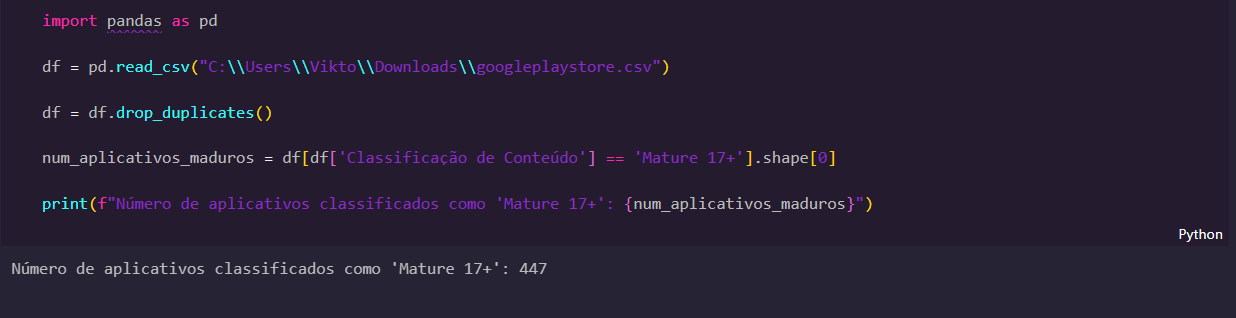 import pandas as pd
df = pd.read_csv("C:\\Users\\Vikto\\Downloads\\googleplaystore.csv")
df = df.drop_duplicates()
num_aplicativos_maduros = df[df['Classificação de Conteúdo'] == 'Mature 17+'].shape[0]
print(f"Número de aplicativos classificados como 'Mature 17+': {num_aplicativos_maduros}")
Python
Número de aplicativos classificados como 'Mature 17+': 447